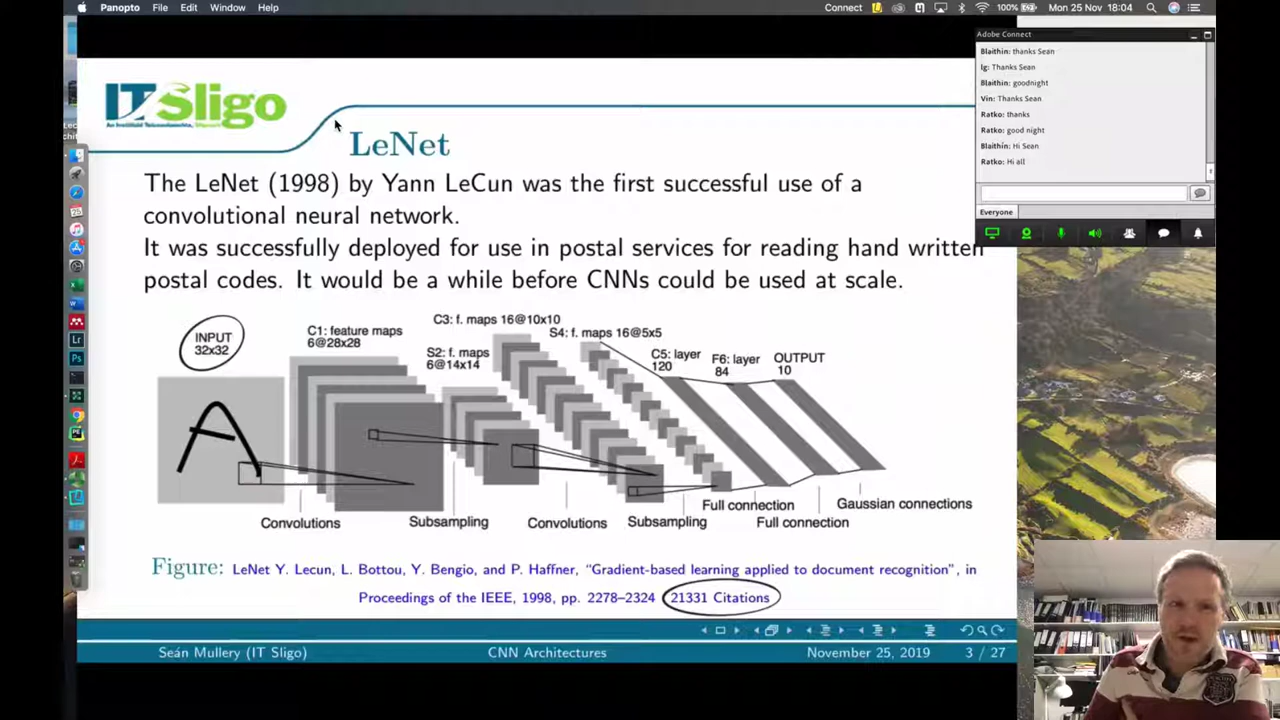 Panopto File Edit Window Help
Connect 100% Mon 25 Nov 18:04
Adobe Connect
Blaithin: thanks Sean
Ig: Thanks Sean
Blaithin: goodnight
Vin: Thanks Sean
Ratko: thanks
Ratko: good night
Blaithin: Hi Sean
Ratko: Hi all
Everyone
IT Sligo
LeNet
The LeNet (1998) by Yann LeCun was the first successful use of a
convolutional neural network.
It was successfully deployed for use in postal services for reading hand written
postal codes. It would be a while before CNNs could be used at scale.
INPUT
32x32
C1: feature maps
6@28x28
S2: f. maps
6@14x14
C3: f. maps 16@10x10
S4: f. maps 16@5x5
C5: layer
120
F6: layer
84
OUTPUT
10
A
Convolutions
Subsampling
Convolutions
Subsampling
Full connection
Full connection
Gaussian connections
Figure: LeNet Y. Lecun, L. Bottou, Y. Bengio, and P. Haffner, “Gradient-based learning applied to document recognition”, in
Proceedings of the IEEE, 1998, pp. 2278–2324 21331 Citations
Seán Mullery (IT Sligo) CNN Architectures November 25, 2019 3 / 27